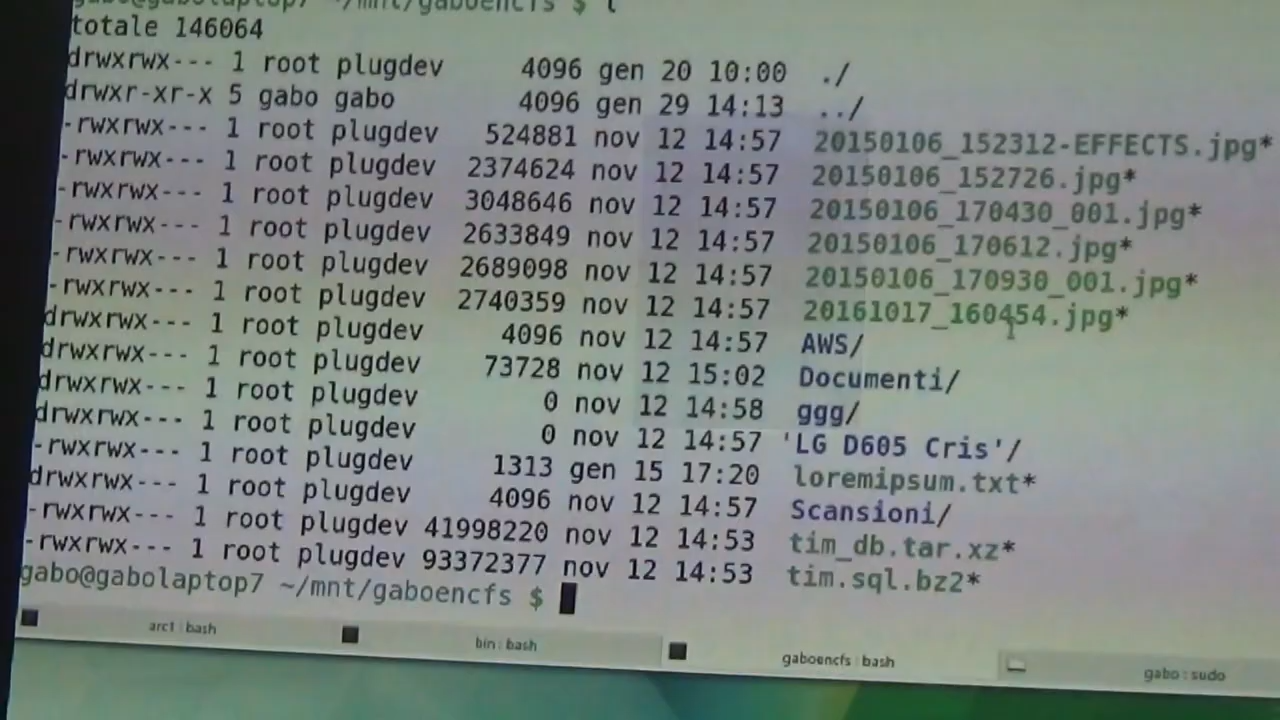 gabo@gabolaptop7 ~/mnt/gaboencfs $ l
totale 146064
drwxrwx--- 1 root plugdev 4096 gen 20 10:00 ./
drwxr-xr-x 5 gabo gabo 4096 gen 29 14:13 ../
-rwxrwx--- 1 root plugdev 524881 nov 12 14:57 20150106_152312-EFFECTS.jpg*
-rwxrwx--- 1 root plugdev 2374624 nov 12 14:57 20150106_152726.jpg*
-rwxrwx--- 1 root plugdev 3048646 nov 12 14:57 20150106_170430_001.jpg*
-rwxrwx--- 1 root plugdev 2633849 nov 12 14:57 20150106_170612.jpg*
-rwxrwx--- 1 root plugdev 2689098 nov 12 14:57 20150106_170930_001.jpg*
-rwxrwx--- 1 root plugdev 2740359 nov 12 14:57 20161017_160454.jpg*
drwxrwx--- 1 root plugdev 4096 nov 12 14:57 AWS/
drwxrwx--- 1 root plugdev 73728 nov 12 15:02 Documenti/
drwxrwx--- 1 root plugdev 0 nov 12 14:58 ggg/
drwxrwx--- 1 root plugdev 0 nov 12 14:57 'LG D605 Cris'/
-rwxrwx--- 1 root plugdev 1313 gen 15 17:20 loremipsum.txt*
drwxrwx--- 1 root plugdev 4096 nov 12 14:57 Scansioni/
-rwxrwx--- 1 root plugdev 41998220 nov 12 14:53 tim_db.tar.xz*
-rwxrwx--- 1 root plugdev 93372377 nov 12 14:53 tim.sql.bz2*
gabo@gabolaptop7 ~/mnt/gaboencfs $
arc1 : bash
bin : bash
gaboencfs : bash
gabo : sudo